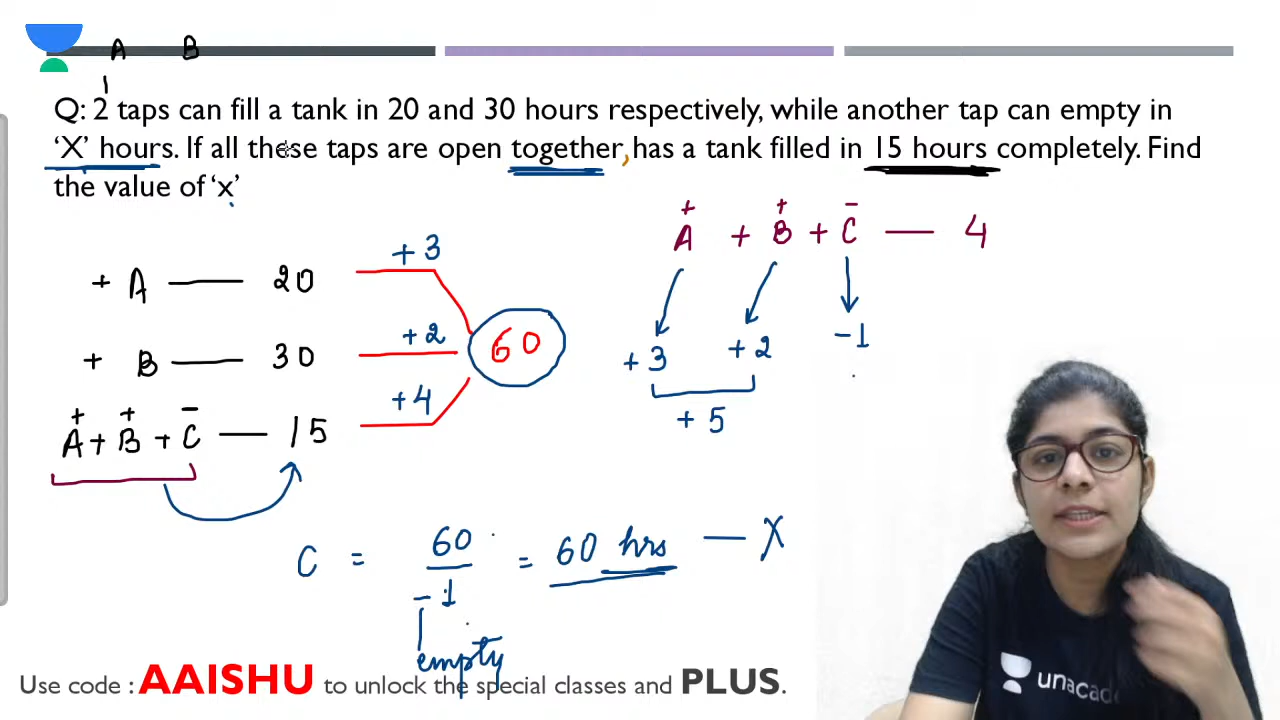 A B
Q: 2 taps can fill a tank in 20 and 30 hours respectively, while another tap can empty in
‘X’ hours. If all these taps are open together, has a tank filled in 15 hours completely. Find
the value of ‘x’
+ A — 20 +3
+ B — 30 +2 60
+ + −
A + B + C — 15 +4
+ + −
A + B + C — 4
+3 +2 −1
+5
C = 60/−1 = 60 hrs — X
empty
unacade
Use code : AAISHU to unlock the special classes and PLUS.